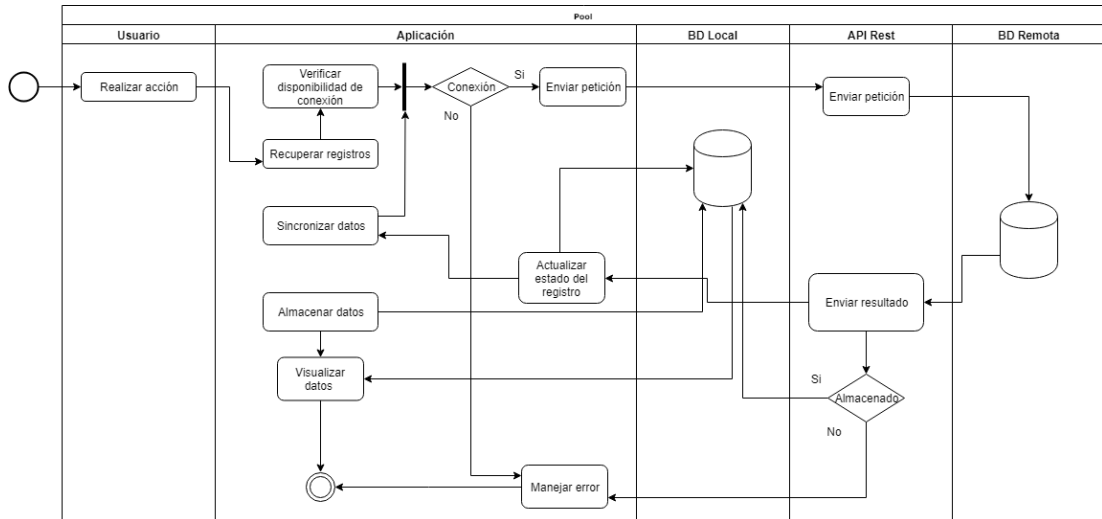 Pool
Usuario
Aplicación
BD Local
API Rest
BD Remota
Realizar acción
Verificar
disponibilidad de
conexión
Conexión
Si
Enviar petición
Enviar petición
No
Recuperar registros
Sincronizar datos
Actualizar
estado del
registro
Almacenar datos
Enviar resultado
Visualizar
datos
Si
Almacenado
No
Manejar error